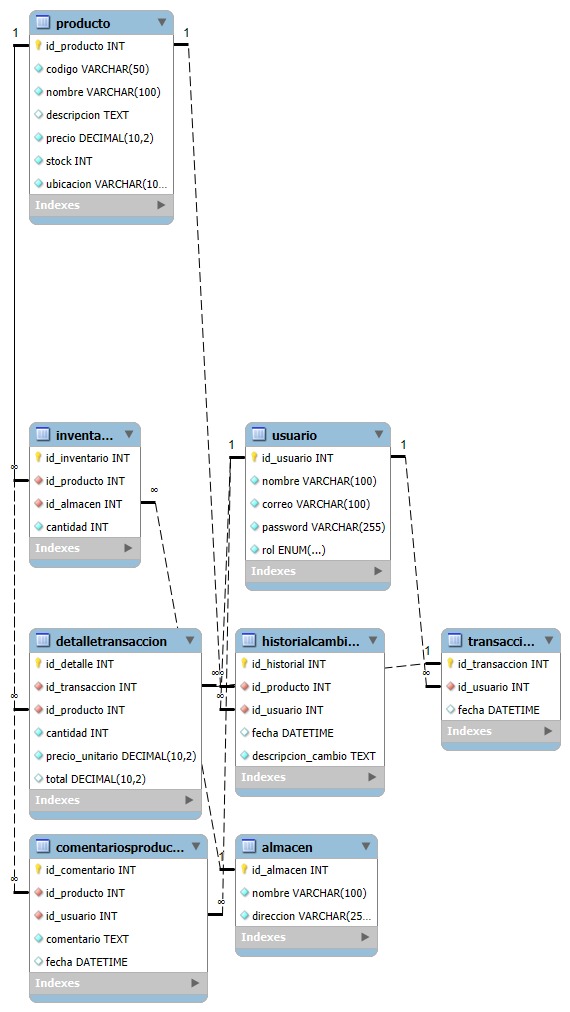 producto
1
1
id_producto INT
codigo VARCHAR(50)
nombre VARCHAR(100)
descripcion TEXT
precio DECIMAL(10,2)
stock INT
ubicacion VARCHAR(10...
Indexes
inventa...
id_inventario INT
∞
id_producto INT
∞
id_almacen INT
cantidad INT
Indexes
usuario
1
1
id_usuario INT
nombre VARCHAR(100)
correo VARCHAR(100)
password VARCHAR(255)
rol ENUM(...)
Indexes
detalletransaccion
id_detalle INT
id_transaccion INT
∞
∞
id_producto INT
cantidad INT
precio_unitario DECIMAL(10,2)
total DECIMAL(10,2)
Indexes
historialcambi...
id_historial INT
∞
id_producto INT
∞
id_usuario INT
fecha DATETIME
descripcion_cambio TEXT
Indexes
transacci...
1
id_transaccion INT
∞
id_usuario INT
fecha DATETIME
Indexes
comentariosproduc...
id_comentario INT
∞
id_producto INT
∞
id_usuario INT
comentario TEXT
fecha DATETIME
Indexes
almacen
1
id_almacen INT
nombre VARCHAR(100)
direccion VARCHAR(25...
Indexes